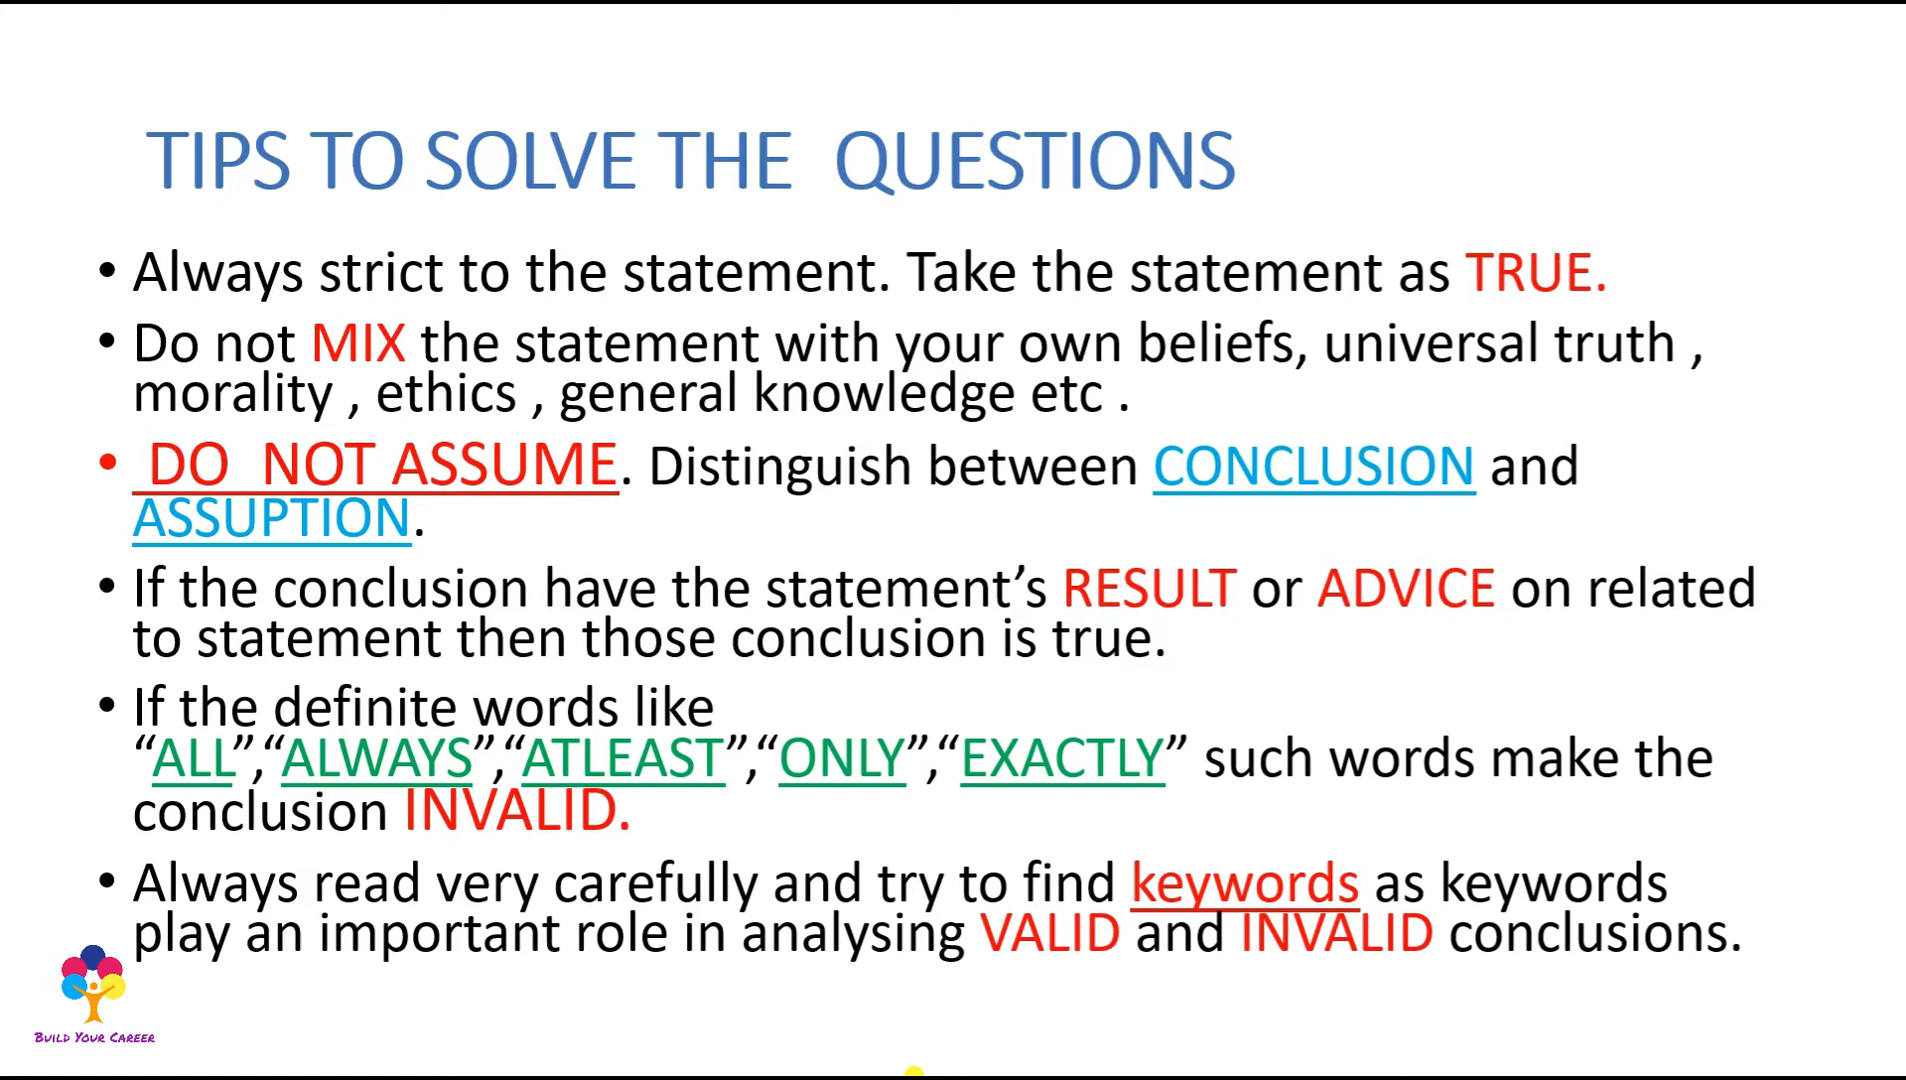 TIPS TO SOLVE THE QUESTIONS
• Always strict to the statement. Take the statement as TRUE.
• Do not MIX the statement with your own beliefs, universal truth ,
morality , ethics , general knowledge etc .
• DO NOT ASSUME. Distinguish between CONCLUSION and
ASSUPTION.
• If the conclusion have the statement’s RESULT or ADVICE on related
to statement then those conclusion is true.
• If the definite words like
“ALL”,“ALWAYS”,“ATLEAST”,“ONLY”,“EXACTLY” such words make the
conclusion INVALID.
• Always read very carefully and try to find keywords as keywords
play an important role in analysing VALID and INVALID conclusions.
BUILD YOUR CAREER